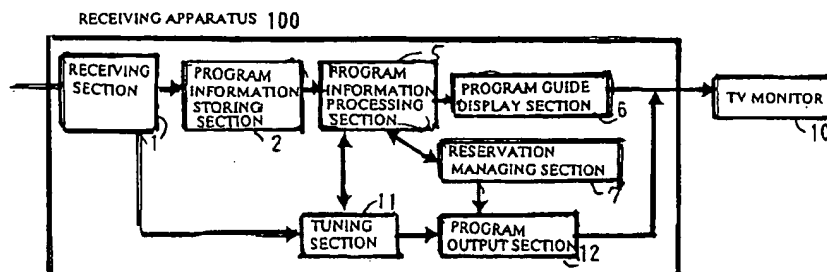 RECEIVING APPARATUS 100
RECEIVING
SECTION
1
PROGRAM
INFORMATION
STORING
SECTION
2
5
PROGRAM
INFORMATION
PROCESSING
SECTION
PROGRAM GUIDE
DISPLAY SECTION
6
TV MONITOR
10
RESERVATION
MANAGING SECTION
7
11
TUNING
SECTION
PROGRAM
OUTPUT SECTION
12